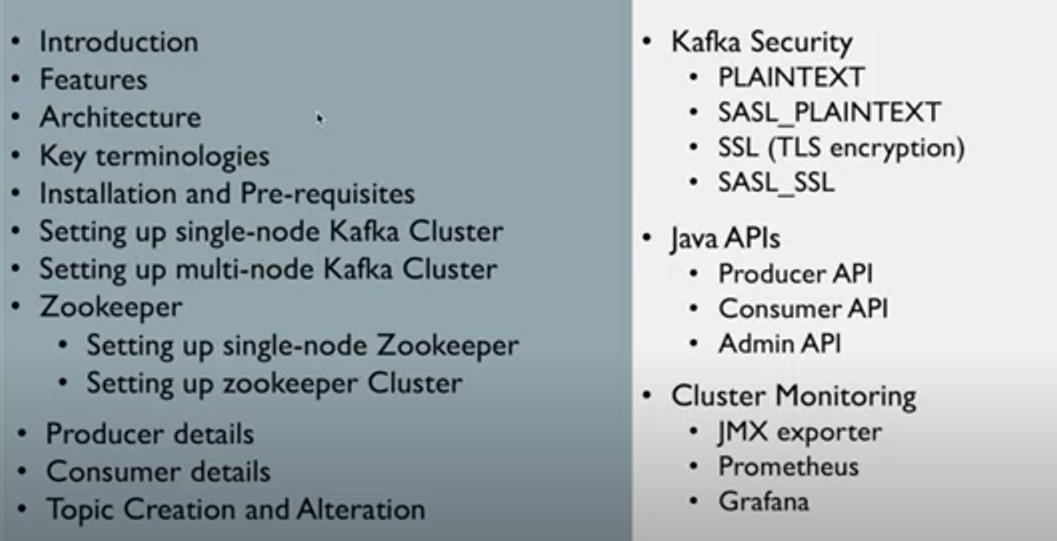 • Introduction
• Features
• Architecture
• Key terminologies
• Installation and Pre-requisites
• Setting up single-node Kafka Cluster
• Setting up multi-node Kafka Cluster
• Zookeeper
• Setting up single-node Zookeeper
• Setting up zookeeper Cluster
• Producer details
• Consumer details
• Topic Creation and Alteration
• Kafka Security
• PLAINTEXT
• SASL_PLAINTEXT
• SSL (TLS encryption)
• SASL_SSL
• Java APIs
• Producer API
• Consumer API
• Admin API
• Cluster Monitoring
• JMX exporter
• Prometheus
• Grafana